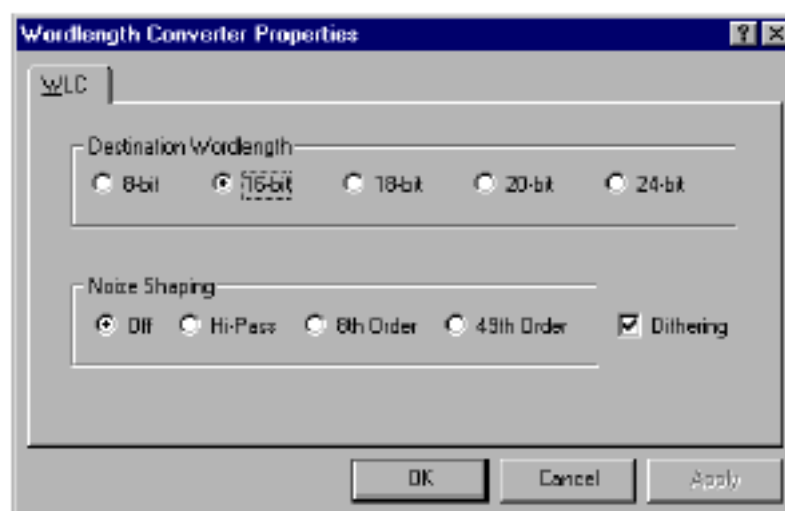 Wordlength Converter Properties
WLC
Destination Wordlength
8-bit 16-bit 18-bit 20-bit 24-bit
Noise Shaping
Off Hi-Pass 8th Order 49th Order Dithering
OK Cancel Apply